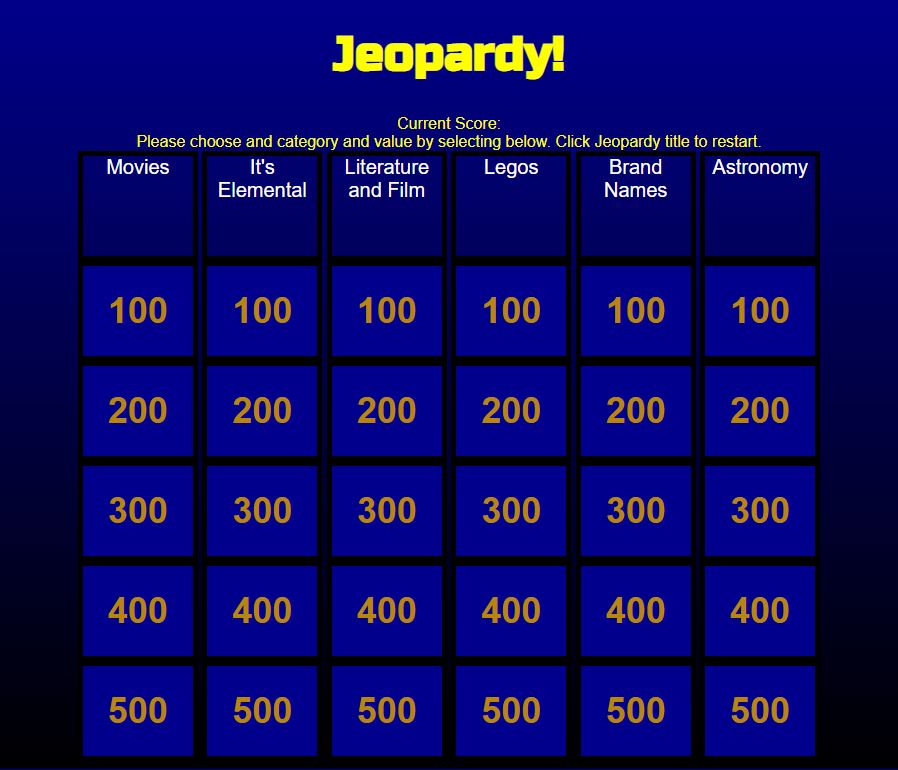 Jeopardy!
Current Score:
Please choose and category and value by selecting below. Click Jeopardy title to restart.
Movies
It's
Elemental
Literature
and Film
Legos
Brand
Names
Astronomy
100 100 100 100 100 100
200 200 200 200 200 200
300 300 300 300 300 300
400 400 400 400 400 400
500 500 500 500 500 500